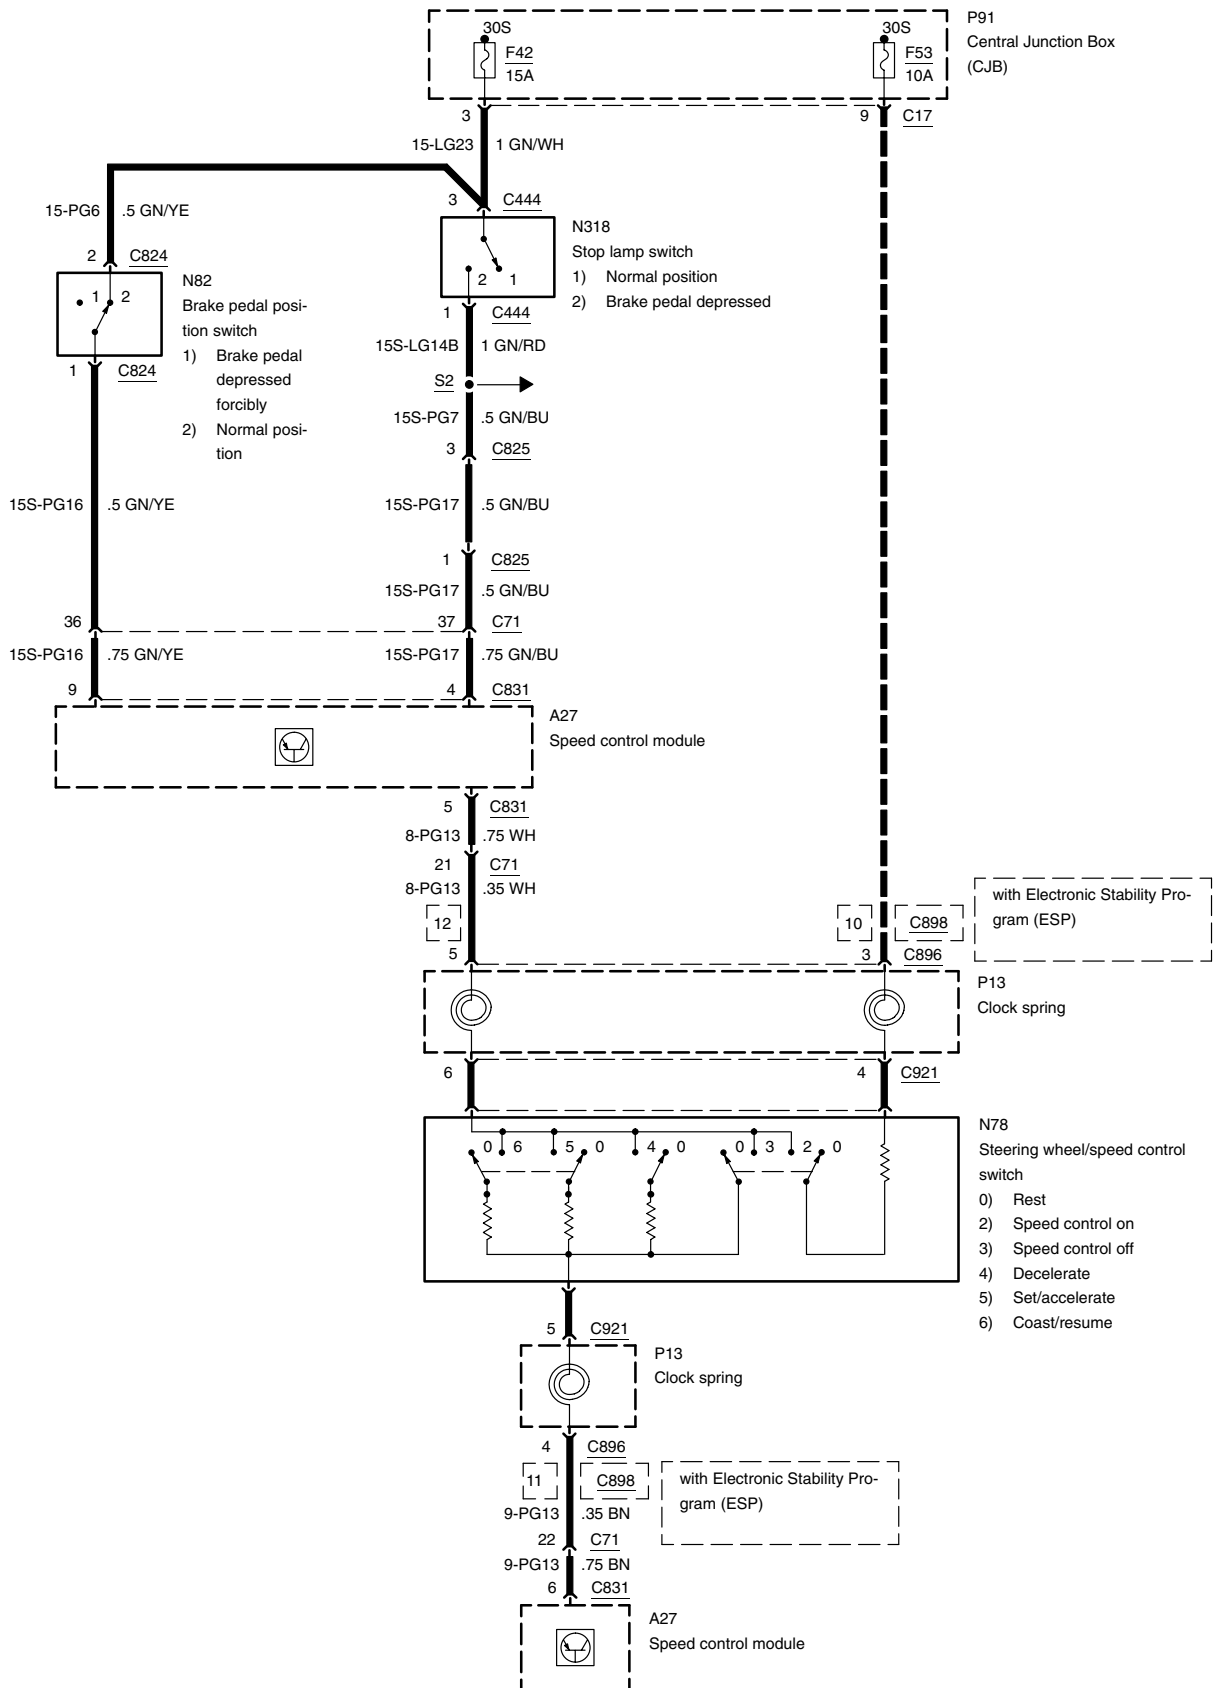 30S
F42
15A
30S
F53
10A
P91
Central Junction Box
(CJB)
3
9 C17
15-LG23 1 GN/WH
15-PG6 .5 GN/YE
3 C444
2 C824
N318
Stop lamp switch
1) Normal position
2) Brake pedal depressed
2 1
1 2
N82
Brake pedal posi-
tion switch
1) Brake pedal
depressed
forcibly
2) Normal posi-
tion
1 C444
15S-LG14B 1 GN/RD
1 C824
S2
15S-PG7 .5 GN/BU
3 C825
15S-PG16 .5 GN/YE
15S-PG17 .5 GN/BU
1 C825
15S-PG17 .5 GN/BU
36
37 C71
15S-PG16 .75 GN/YE
15S-PG17 .75 GN/BU
9
4 C831
A27
Speed control module
5 C831
8-PG13 .75 WH
21 C71
8-PG13 .35 WH
12
10 C898
with Electronic Stability Pro-
gram (ESP)
5
3 C896
P13
Clock spring
6
4 C921
N78
Steering wheel/speed control
switch
0) Rest
2) Speed control on
3) Speed control off
4) Decelerate
5) Set/accelerate
6) Coast/resume
0 6 5 0 4 0 0 3 2 0
5 C921
P13
Clock spring
4 C896
11 C898
with Electronic Stability Pro-
gram (ESP)
9-PG13 .35 BN
22 C71
9-PG13 .75 BN
6 C831
A27
Speed control module